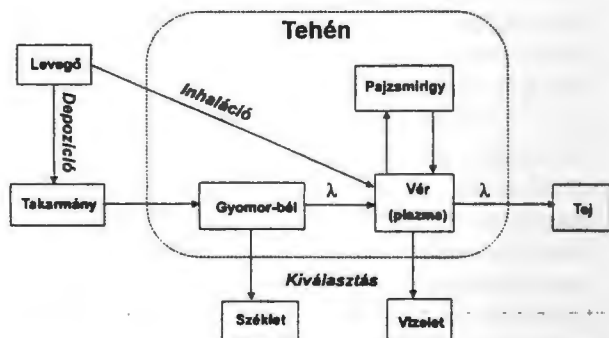 Tehén
Levegő
Pajzsmirigy
Inhaláció
Depozíció
Takarmány
Gyomor-bél
λ
Vér
(plazma)
λ
Tej
Kiválasztás
Széklet
Vizelet